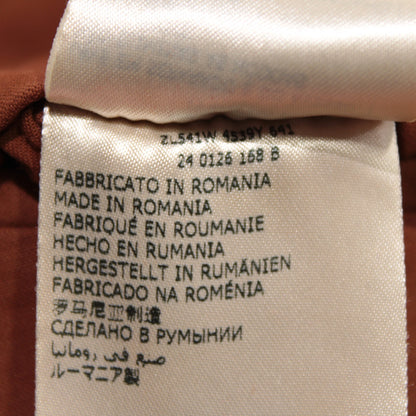 ZL541W 4539Y 641
24 0126 168 B
FABBRICATO IN ROMANIA
MADE IN ROMANIA
FABRIQUÉ EN ROUMANIE
HECHO EN RUMANIA
HERGESTELLT IN RUMÄNIEN
FABRICADO NA ROMÉNIA
罗马尼亚制造
СДЕЛАНО В РУМЫНИИ
صنع في رومانيا
ルーマニア製